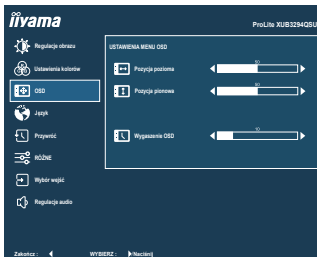 iiyama
ProLite XUB3294QSU
Regulacje obrazu
Ustawienia kolorów
OSD
Język
Przywróć
RÓŻNE
Wybór wejść
Regulacje audio
USTAWIENIA MENU OSD
Pozycja pozioma 50
Pozycja pionowa 50
Wygaszenie OSD 10
Zakończ : WYBIERZ : Naciśnij